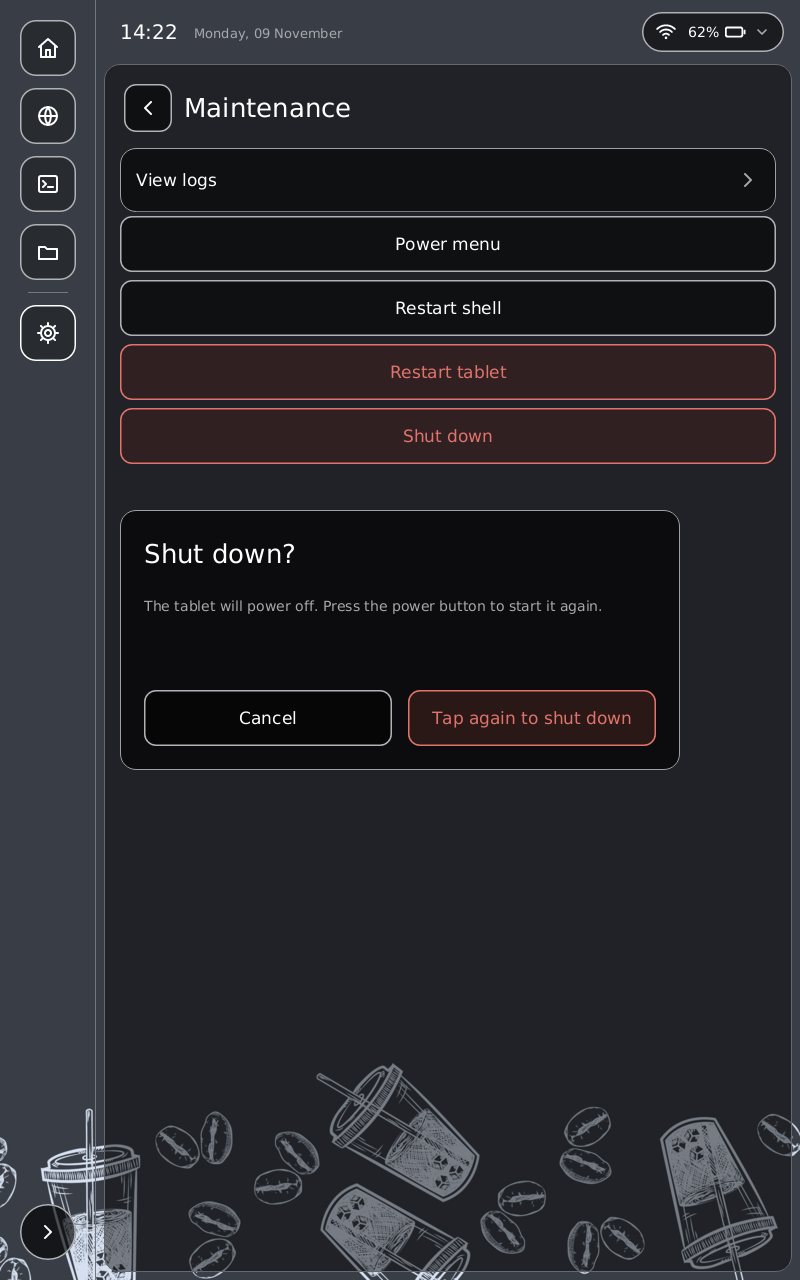 14:22 Monday, 09 November 62%
Maintenance
View logs
Power menu
Restart shell
Restart tablet
Shut down
Shut down?
The tablet will power off. Press the power button to start it again.
Cancel Tap again to shut down